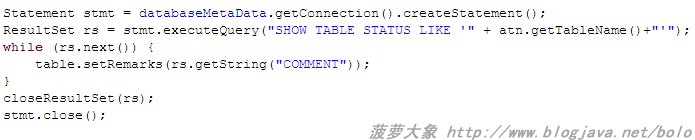 Statement stmt = databaseMetaData.getConnection().createStatement();
ResultSet rs = stmt.executeQuery("SHOW TABLE STATUS LIKE '" + atn.getTableName()+"'");
while (rs.next()) {
    table.setRemarks(rs.getString("COMMENT"));
}
closeResultSet(rs);
stmt.close();
菠萝大象 http://www.blogjava.net/bolo